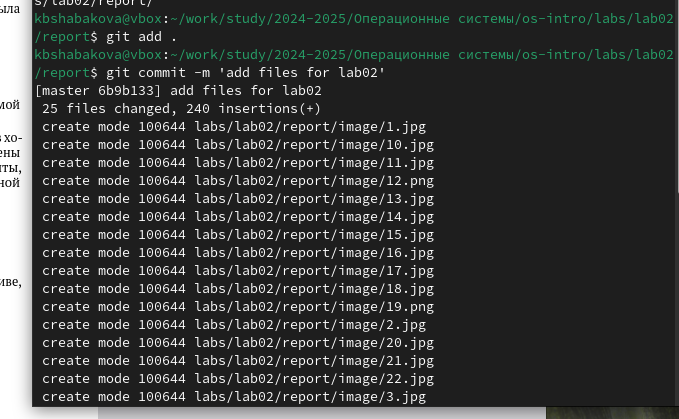 ыла
мой
в хо-
ены
нты,
ной
иве,
s/lab02/report/
kbshabakova@vbox:~/work/study/2024-2025/Операционные системы/os-intro/labs/lab02
/report$ git add .
kbshabakova@vbox:~/work/study/2024-2025/Операционные системы/os-intro/labs/lab02
/report$ git commit -m 'add files for lab02'
[master 6b9b133] add files for lab02
25 files changed, 240 insertions(+)
create mode 100644 labs/lab02/report/image/1.jpg
create mode 100644 labs/lab02/report/image/10.jpg
create mode 100644 labs/lab02/report/image/11.jpg
create mode 100644 labs/lab02/report/image/12.png
create mode 100644 labs/lab02/report/image/13.jpg
create mode 100644 labs/lab02/report/image/14.jpg
create mode 100644 labs/lab02/report/image/15.jpg
create mode 100644 labs/lab02/report/image/16.jpg
create mode 100644 labs/lab02/report/image/17.jpg
create mode 100644 labs/lab02/report/image/18.jpg
create mode 100644 labs/lab02/report/image/19.png
create mode 100644 labs/lab02/report/image/2.jpg
create mode 100644 labs/lab02/report/image/20.jpg
create mode 100644 labs/lab02/report/image/21.jpg
create mode 100644 labs/lab02/report/image/22.jpg
create mode 100644 labs/lab02/report/image/3.jpg